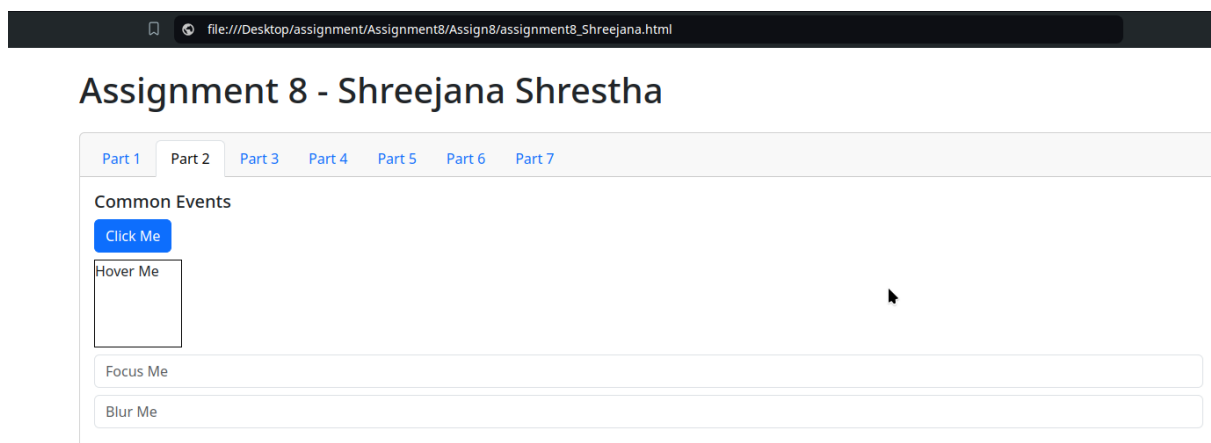 file:///Desktop/assignment/Assignment8/Assign8/assignment8_Shreejana.html
Assignment 8 - Shreejana Shrestha
Part 1 Part 2 Part 3 Part 4 Part 5 Part 6 Part 7
Common Events
Click Me
Hover Me
Focus Me
Blur Me